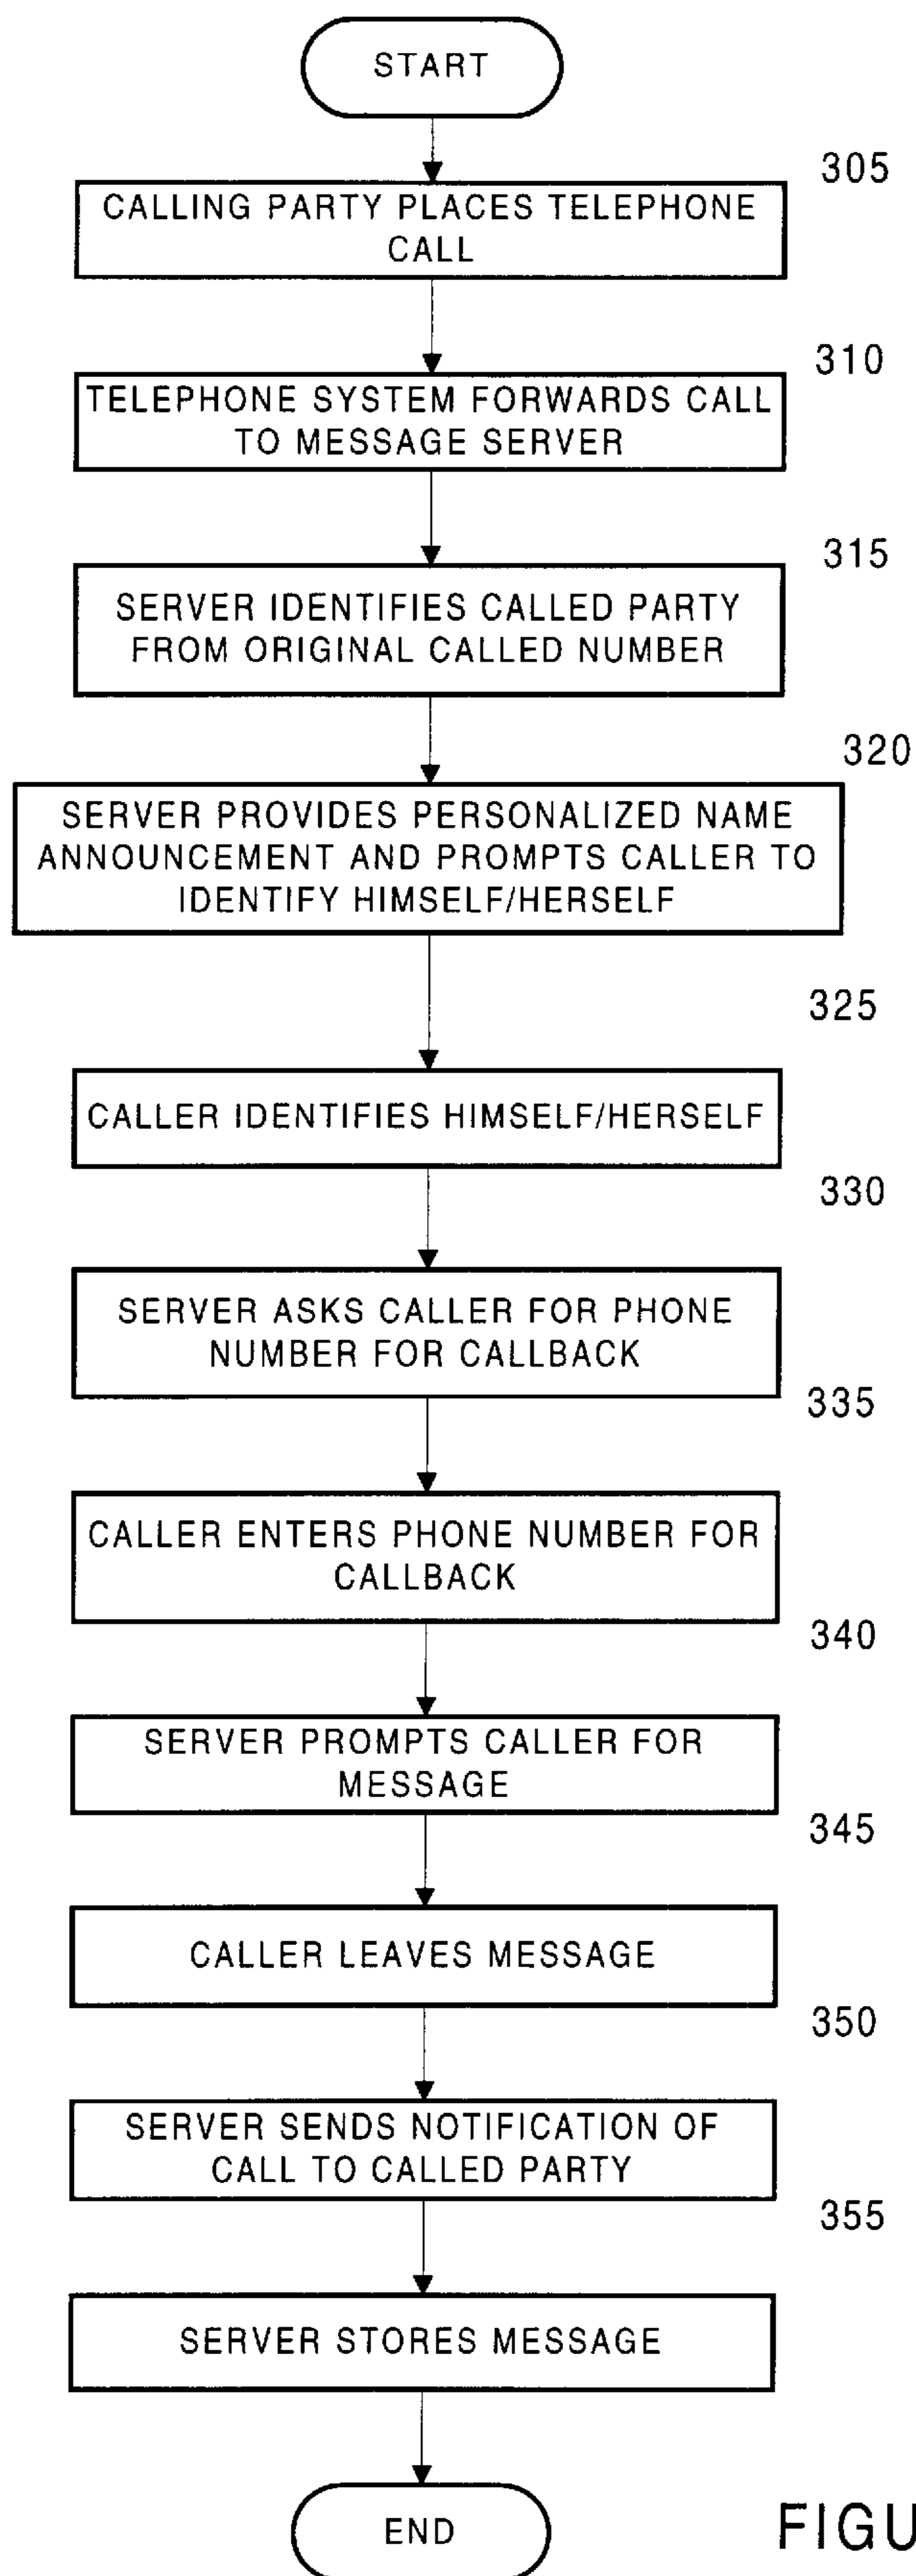 START
305
CALLING PARTY PLACES TELEPHONE
CALL
310
TELEPHONE SYSTEM FORWARDS CALL
TO MESSAGE SERVER
315
SERVER IDENTIFIES CALLED PARTY
FROM ORIGINAL CALLED NUMBER
320
SERVER PROVIDES PERSONALIZED NAME
ANNOUNCEMENT AND PROMPTS CALLER TO
IDENTIFY HIMSELF/HERSELF
325
CALLER IDENTIFIES HIMSELF/HERSELF
330
SERVER ASKS CALLER FOR PHONE
NUMBER FOR CALLBACK
335
CALLER ENTERS PHONE NUMBER FOR
CALLBACK
340
SERVER PROMPTS CALLER FOR
MESSAGE
345
CALLER LEAVES MESSAGE
350
SERVER SENDS NOTIFICATION OF
CALL TO CALLED PARTY
355
SERVER STORES MESSAGE
END
FIGU